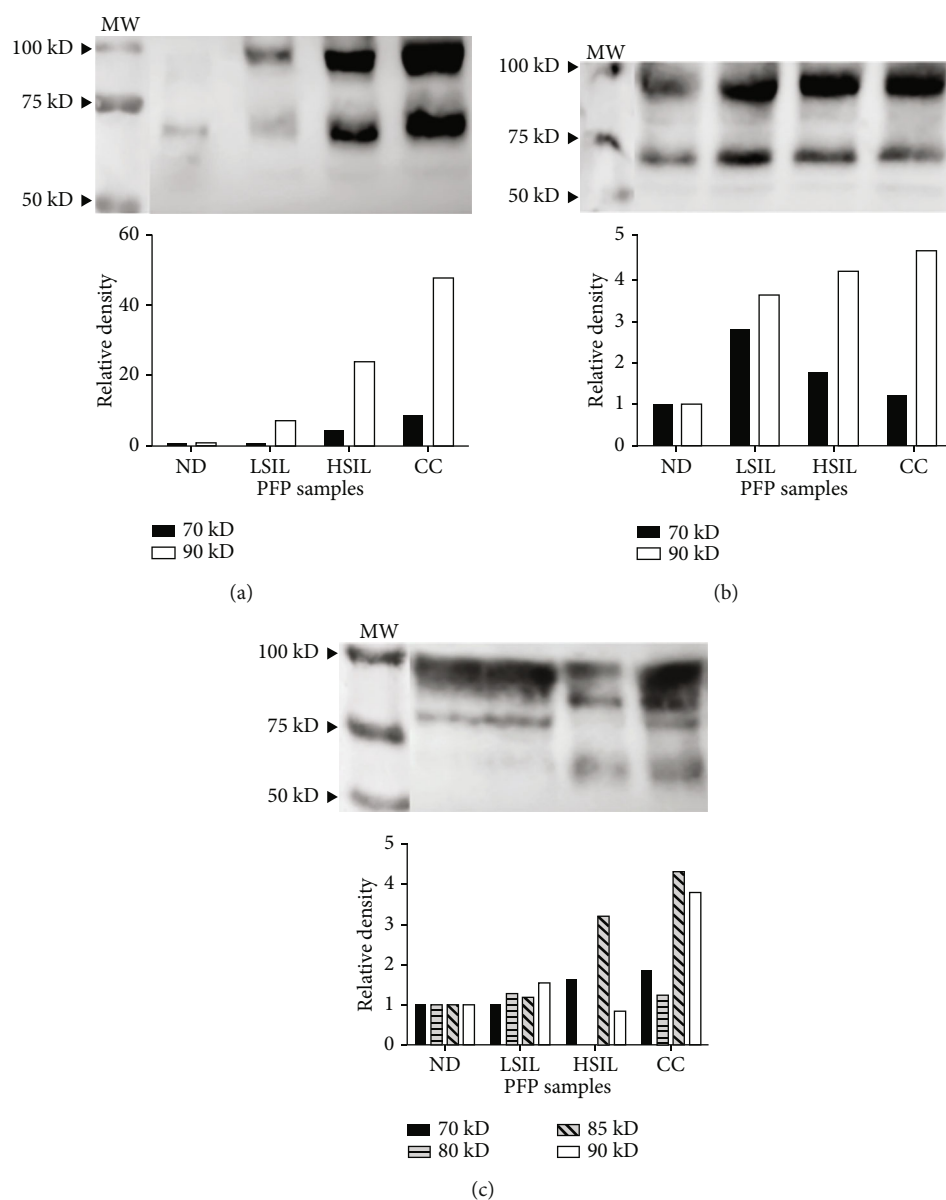 MW
100 kD
75 kD
50 kD
60
40
20
0
Relative density
ND LSIL HSIL CC
PFP samples
70 kD
90 kD
(a)
MW
100 kD
75 kD
50 kD
5
4
3
2
1
0
Relative density
ND LSIL HSIL CC
PFP samples
70 kD
90 kD
(b)
MW
100 kD
75 kD
50 kD
5
4
3
2
1
0
Relative density
ND LSIL HSIL CC
PFP samples
70 kD 85 kD
80 kD 90 kD
(c)